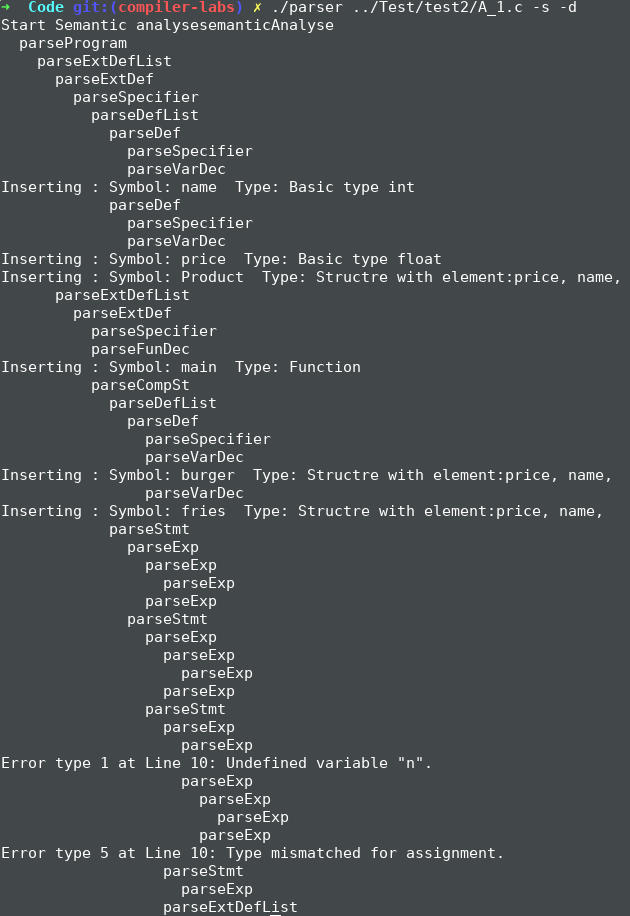 ➜  Code git:(compiler-labs) ✗ ./parser ../Test/test2/A_1.c -s -d
Start Semantic analysesemanticAnalyse
  parseProgram
    parseExtDefList
      parseExtDef
        parseSpecifier
          parseDefList
            parseDef
              parseSpecifier
              parseVarDec
Inserting : Symbol: name  Type: Basic type int
            parseDef
              parseSpecifier
              parseVarDec
Inserting : Symbol: price  Type: Basic type float
Inserting : Symbol: Product  Type: Structre with element:price, name,
      parseExtDefList
        parseExtDef
          parseSpecifier
          parseFunDec
Inserting : Symbol: main  Type: Function
          parseCompSt
            parseDefList
              parseDef
                parseSpecifier
                parseVarDec
Inserting : Symbol: burger  Type: Structre with element:price, name,
                parseVarDec
Inserting : Symbol: fries  Type: Structre with element:price, name,
            parseStmt
              parseExp
                parseExp
                  parseExp
                parseExp
              parseStmt
                parseExp
                  parseExp
                    parseExp
                  parseExp
                parseStmt
                  parseExp
                    parseExp
Error type 1 at Line 10: Undefined variable "n".
                    parseExp
                      parseExp
                        parseExp
                      parseExp
Error type 5 at Line 10: Type mismatched for assignment.
                  parseStmt
                    parseExp
                  parseExtDefList